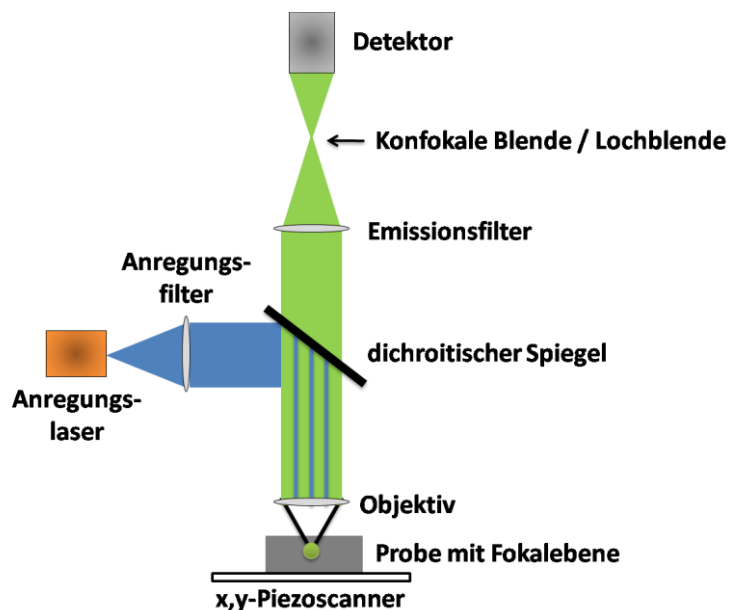 Detektor
Konfokale Blende / Lochblende
Emissionsfilter
Anregungs-
filter
dichroitischer Spiegel
Anregungs-
laser
Objektiv
Probe mit Fokalebene
x,y-Piezoscanner